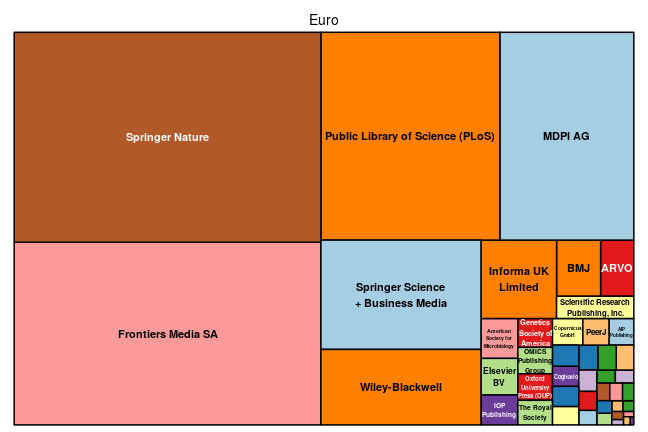 Euro
Springer Nature
Public Library of Science (PLoS)
MDPI AG
Frontiers Media SA
Springer Science
+ Business Media
Wiley-Blackwell
Informa UK
Limited
BMJ
ARVO
Scientific Research
Publishing, Inc.
American
Society for
Microbiology
Genetics
Society of
America
Copernicus
GmbH
PeerJ
AIP
Publishing
Elsevier
BV
OMICS
Publishing
Group
IOP
Publishing
Oxford
University
Press (OUP)
The Royal
Society